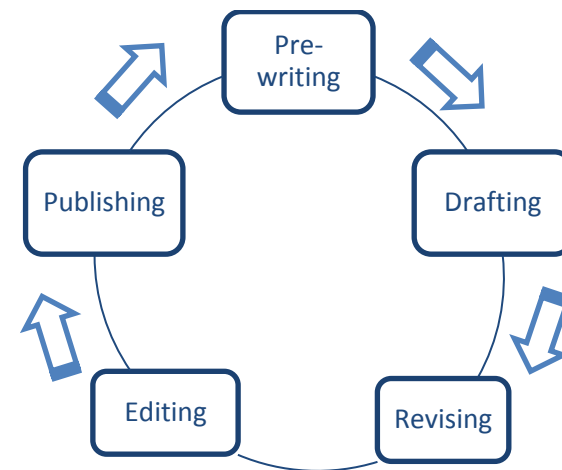 Pre-
writing
Drafting
Revising
Editing
Publishing